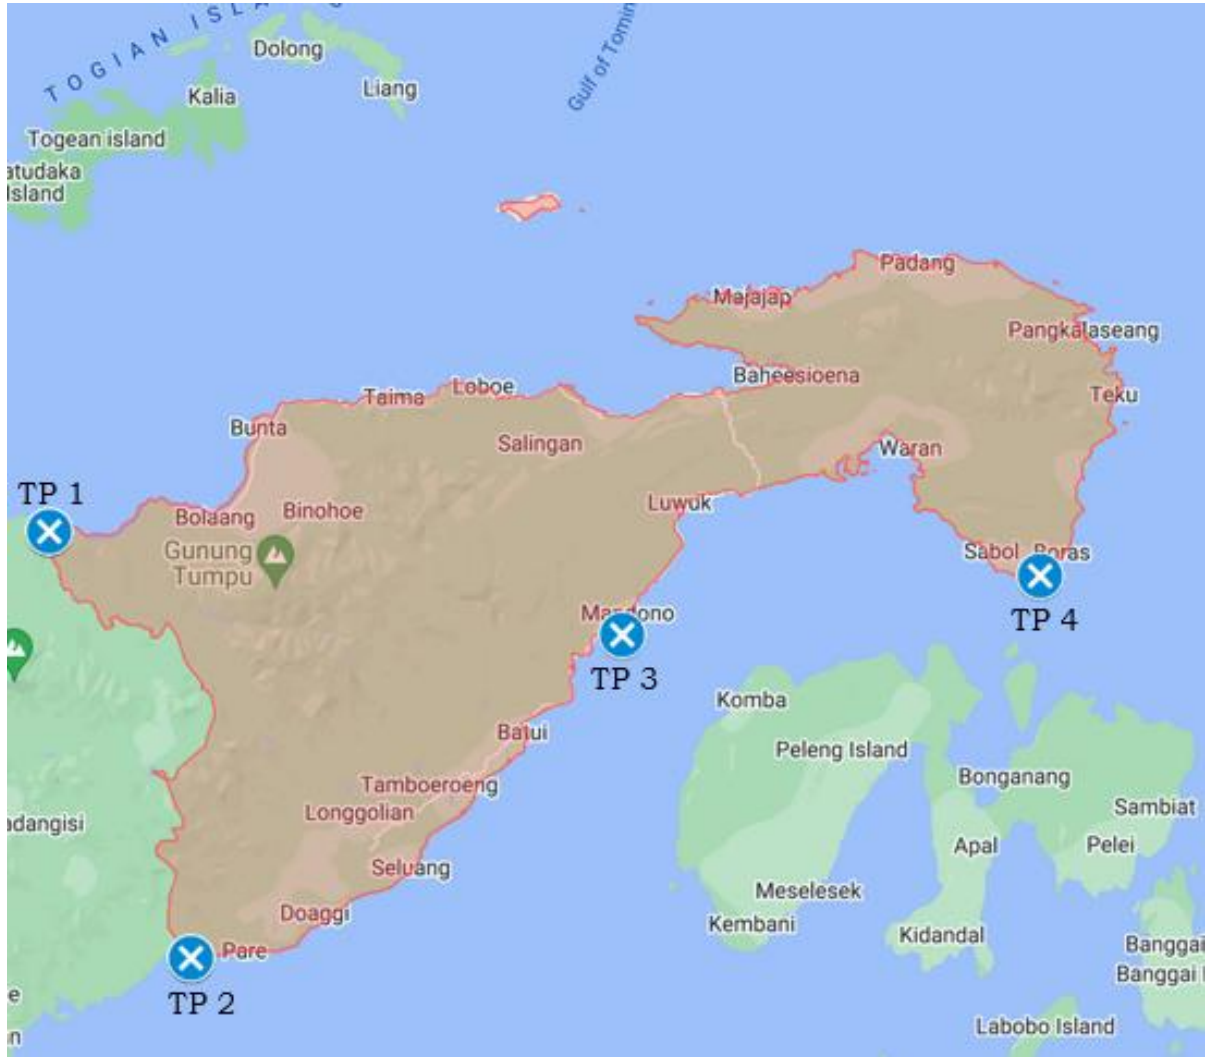 TOGIAN ISLA
Dolong
Kalia
Liang
Gulf of Tomin
Togean island
atudaka
Island
Padang
Majajap
Pangkalaseang
Baheesioena
Teku
Taima
Loboe
Bunta
Salingan
Waran
TP 1
Luwuk
Bolaang
Binohoe
Gunung
Tumpu
Sabol
Boras
TP 4
Mandono
TP 3
Komba
Batui
Peleng Island
Tamboeroeng
Longgolian
Bonganang
Sambiat
adangisi
Apal
Pelei
Seluang
Meselesek
Doaggi
Kembani
Kidandal
Pare
Banggai
Banggai I
TP 2
e
Labobo Island
n